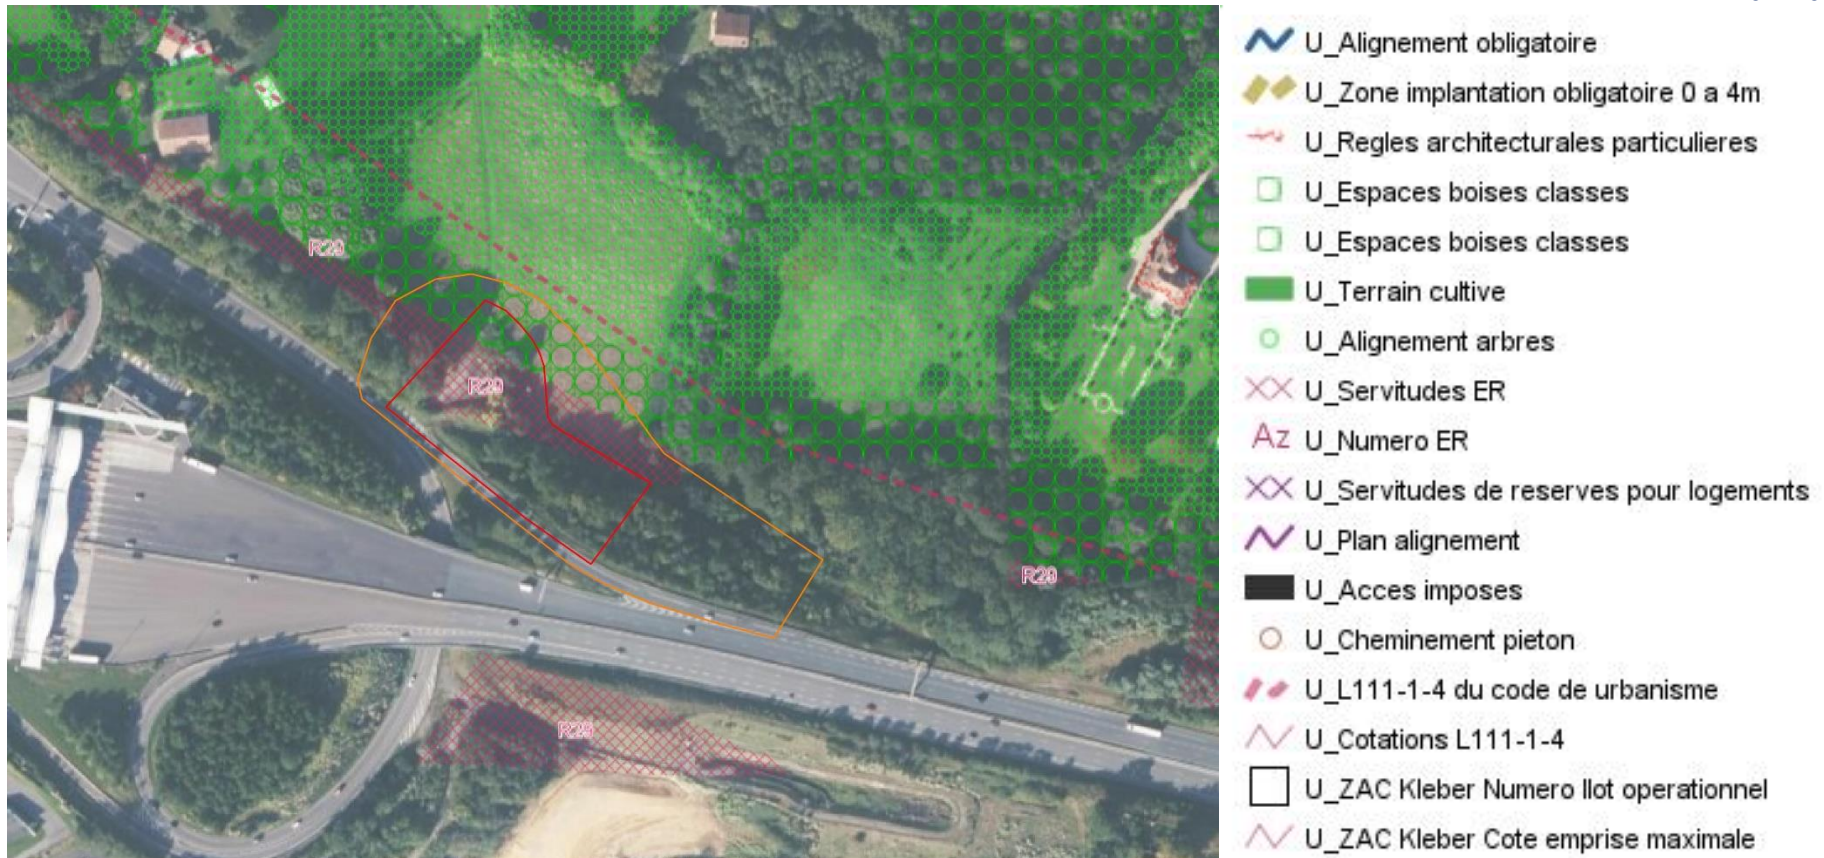 U_Alignement obligatoire
U_Zone implantation obligatoire 0 a 4m
U_Regles architecturales particulieres
U_Espaces boises classes
U_Espaces boises classes
U_Terrain cultive
U_Alignement arbres
U_Servitudes ER
Az U_Numero ER
U_Servitudes de reserves pour logements
U_Plan alignement
U_Acces imposes
U_Cheminement pieton
U_L111-1-4 du code de urbanisme
U_Cotations L111-1-4
U_ZAC Kleber Numero Ilot operationnel
U_ZAC Kleber Cote emprise maximale
R29
R29
R29
R29